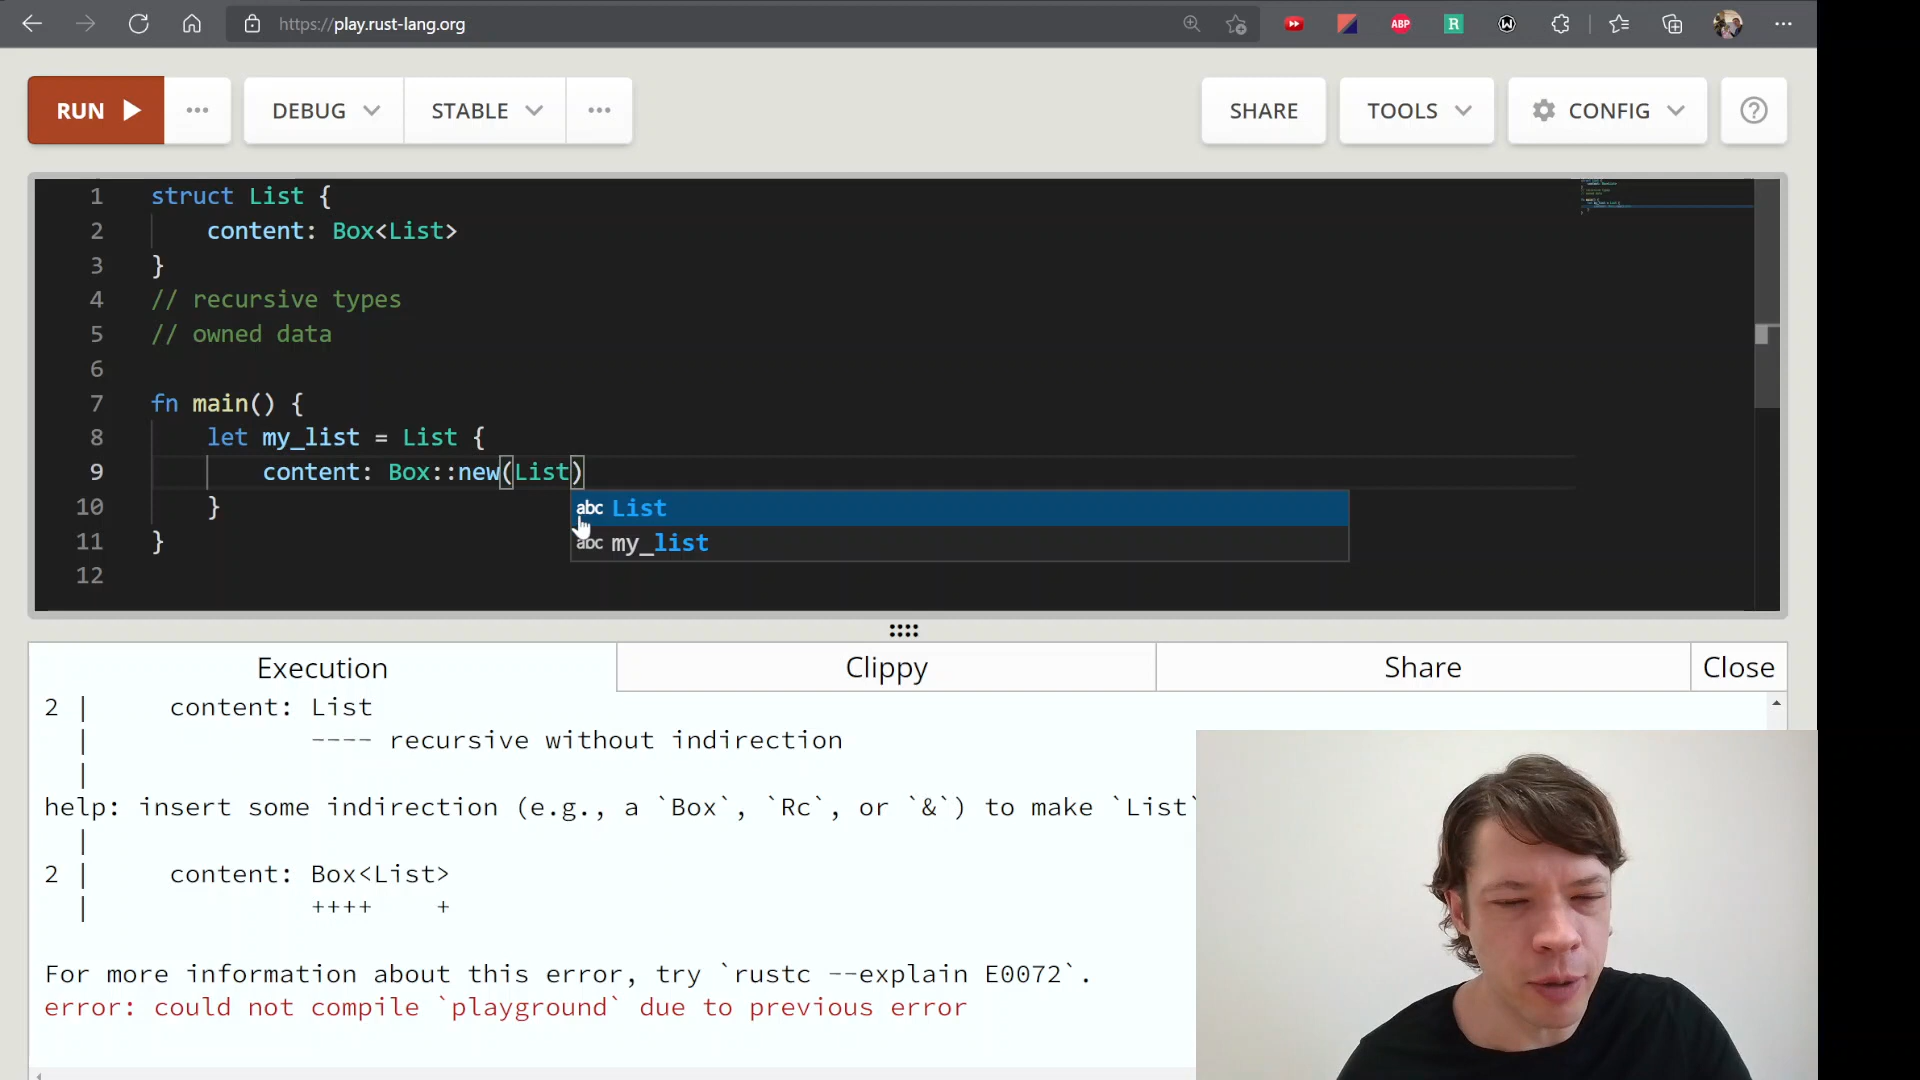 https://play.rust-lang.org
ABP
R
W
RUN
DEBUG
STABLE
SHARE
TOOLS
CONFIG
?
1 struct List {
2 content: Box<List>
3 }
4 // recursive types
5 // owned data
6
7 fn main() {
8 let my_list = List {
9 content: Box::new(List)
10 }
11 }
12
abc List
abc my_list
Execution
Clippy
Share
Close
2 | content: List
| ---- recursive without indirection
|
help: insert some indirection (e.g., a `Box`, `Rc`, or `&`) to make `List`
|
2 | content: Box<List>
| ++++ +
For more information about this error, try `rustc --explain E0072`.
error: could not compile `playground` due to previous error